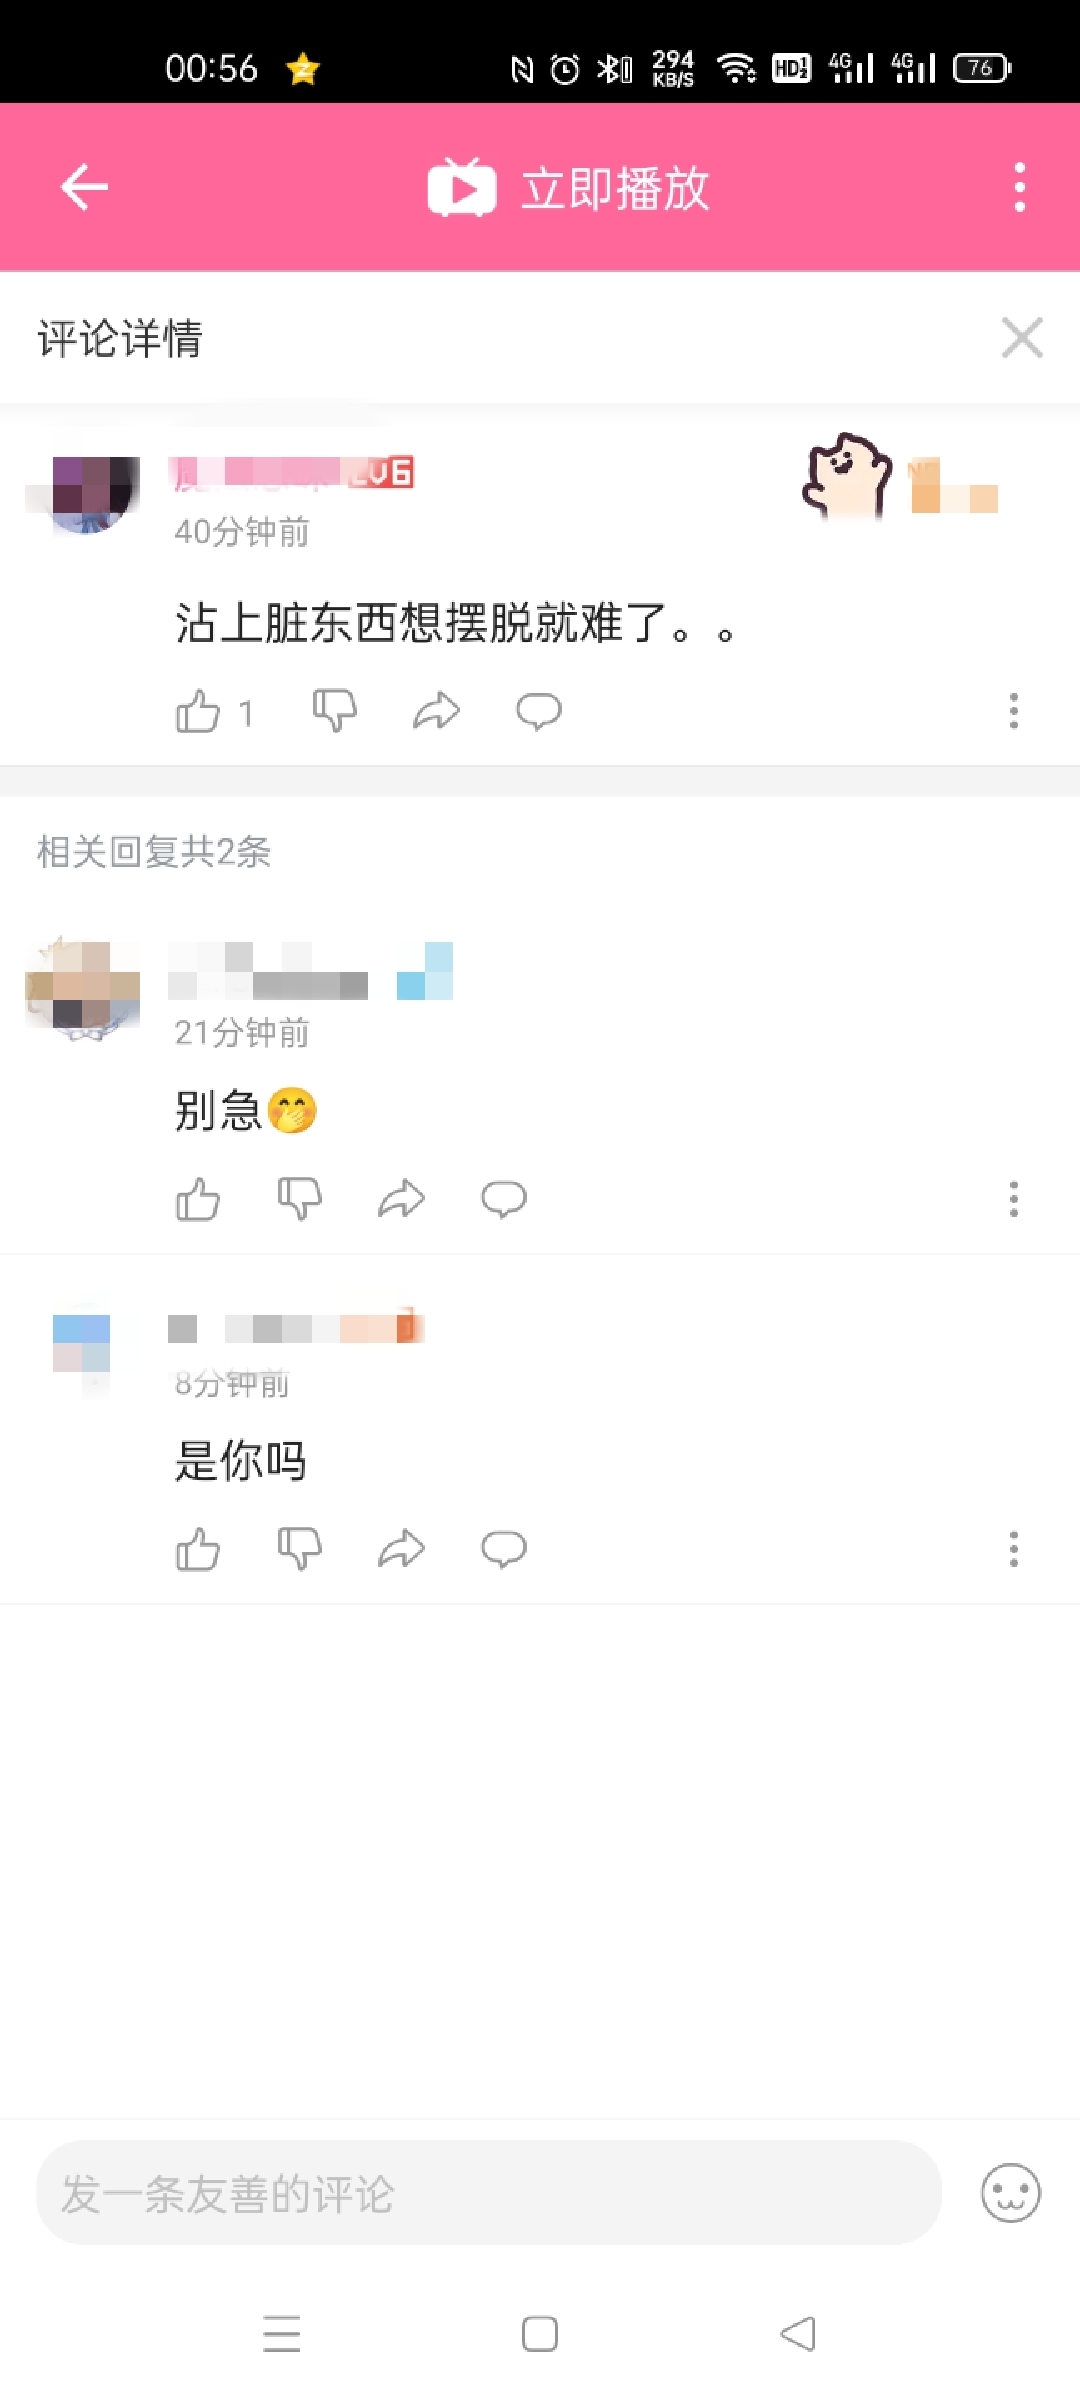 00:56
294
KB/S
HD
4G
4G
76
立即播放
评论详情
LV6
40分钟前
沾上脏东西想摆脱就难了。。
1
相关回复共2条
21分钟前
别急🤭
8分钟前
是你吗
发一条友善的评论